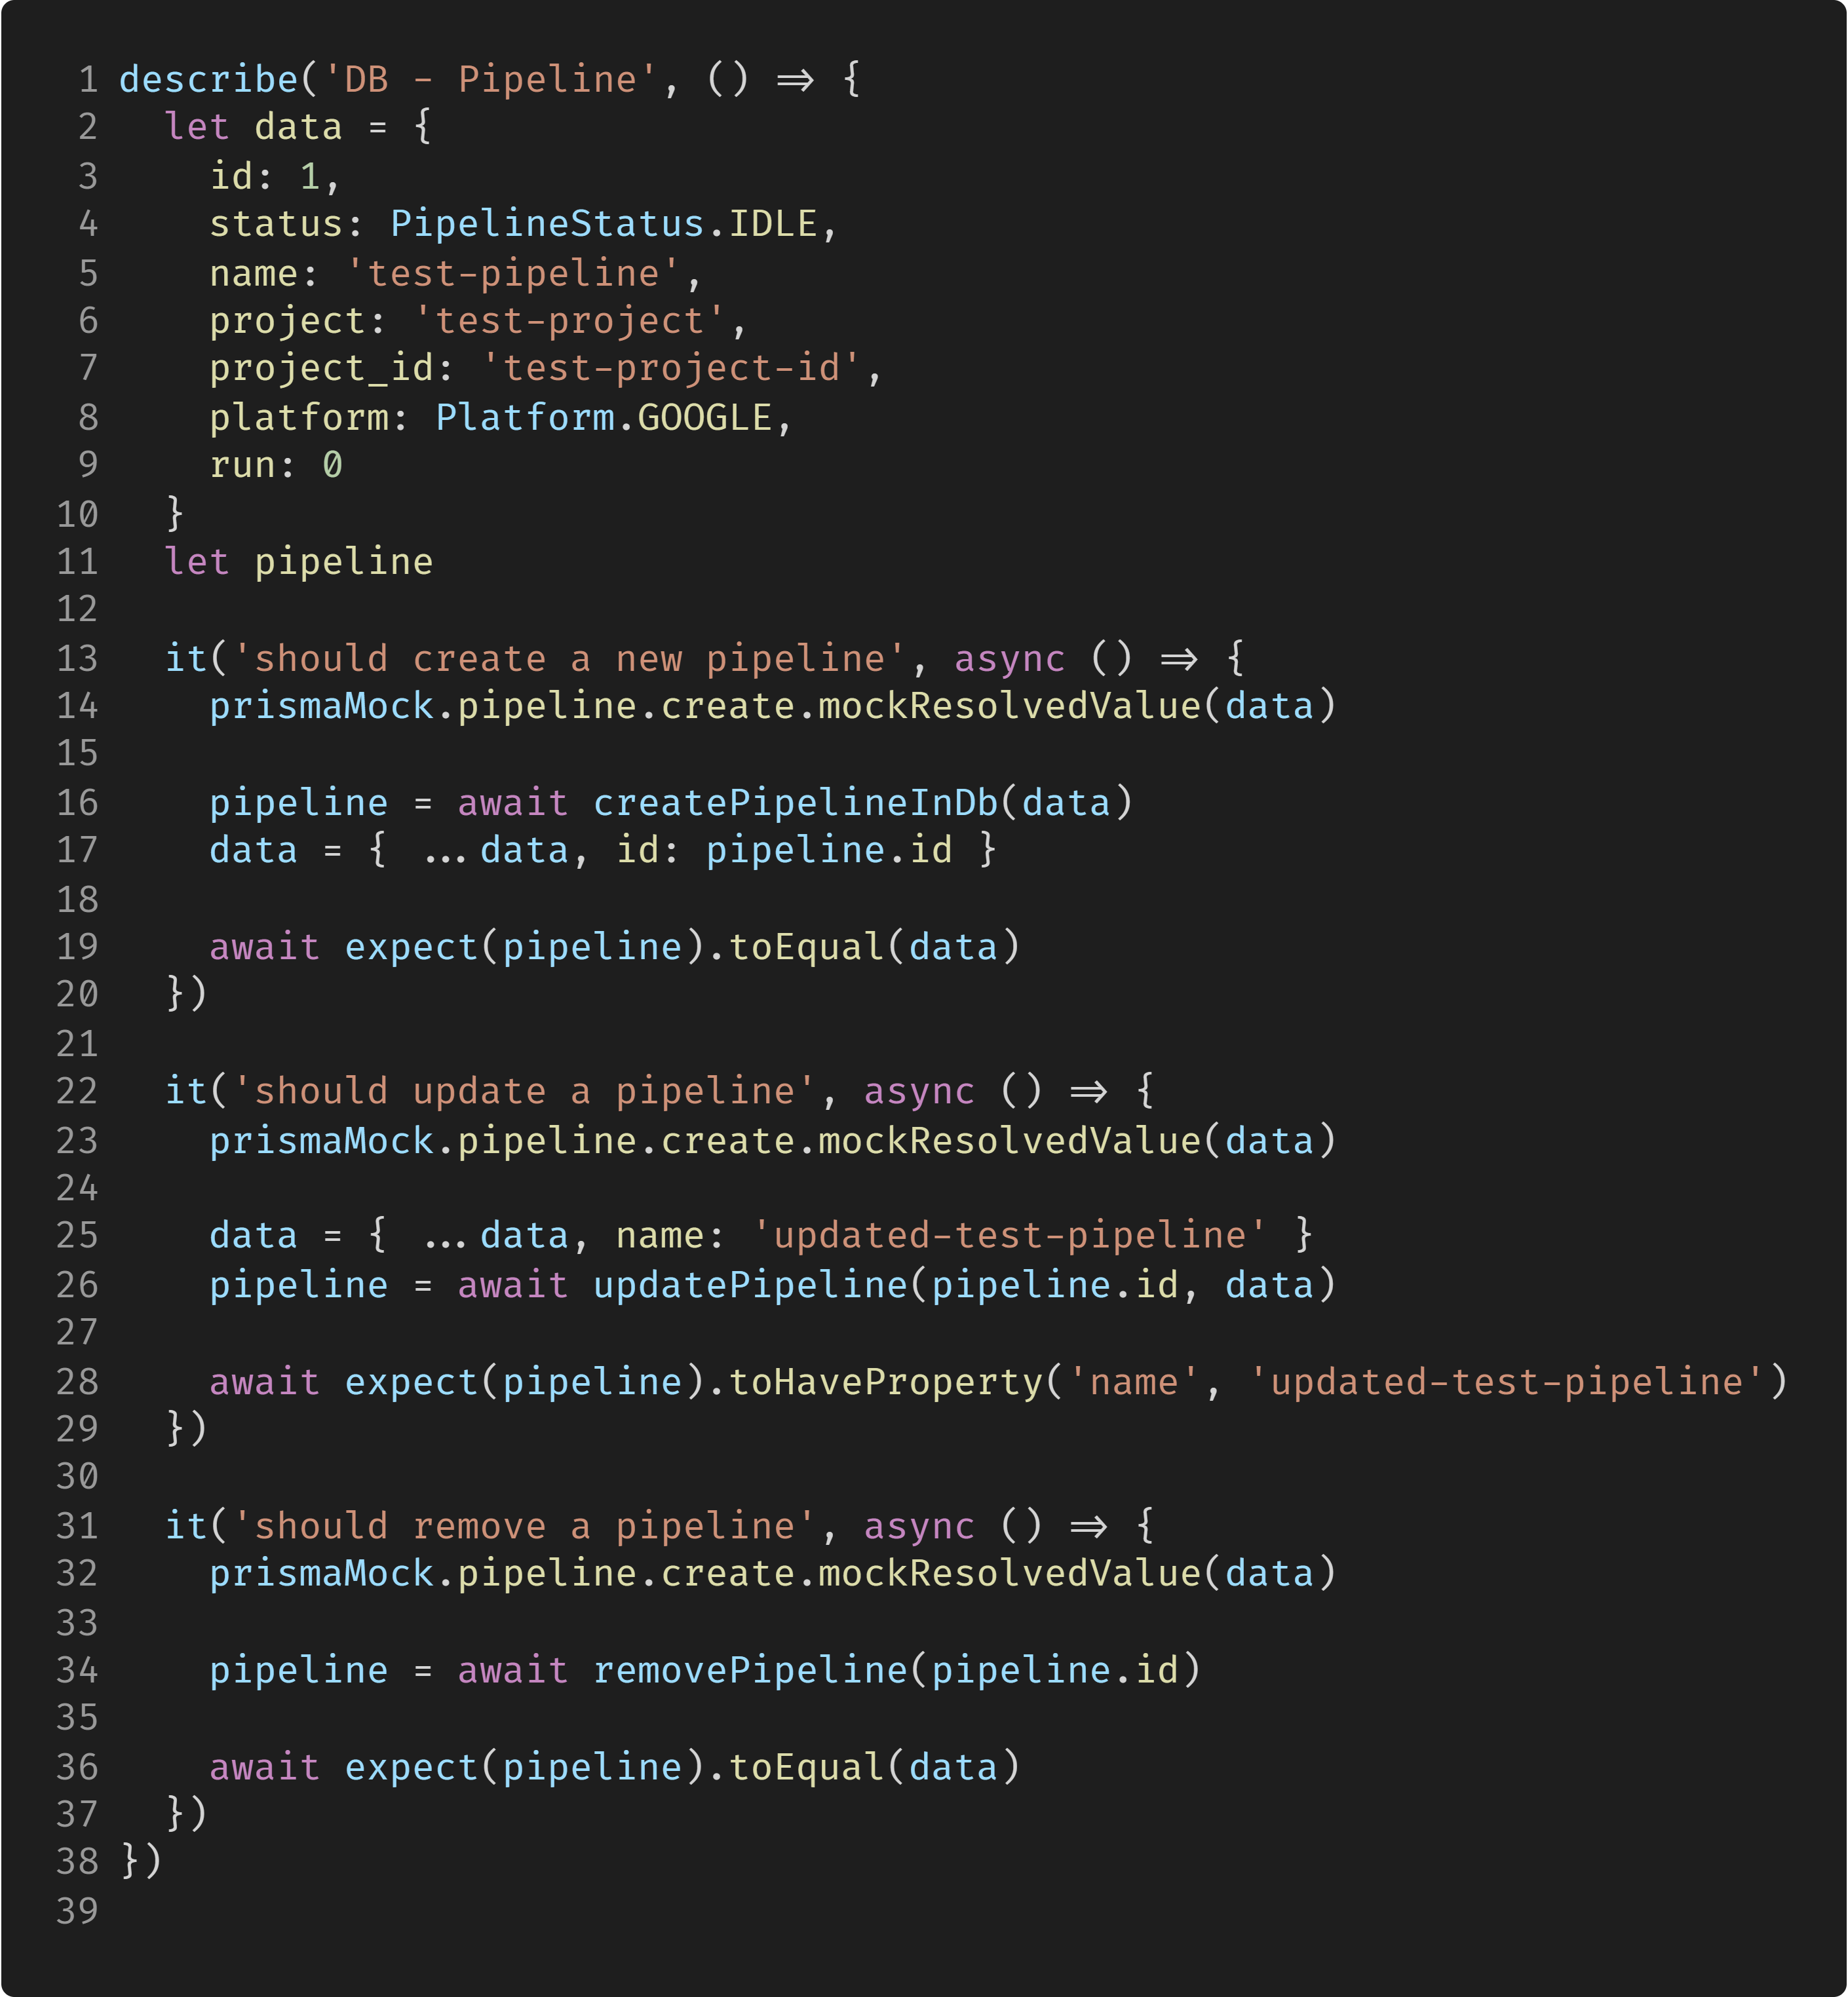 1 describe('DB - Pipeline', () => {
2   let data = {
3     id: 1,
4     status: PipelineStatus.IDLE,
5     name: 'test-pipeline',
6     project: 'test-project',
7     project_id: 'test-project-id',
8     platform: Platform.GOOGLE,
9     run: 0
10   }
11   let pipeline
12
13   it('should create a new pipeline', async () => {
14     prismaMock.pipeline.create.mockResolvedValue(data)
15
16     pipeline = await createPipelineInDb(data)
17     data = { ...data, id: pipeline.id }
18
19     await expect(pipeline).toEqual(data)
20   })
21
22   it('should update a pipeline', async () => {
23     prismaMock.pipeline.create.mockResolvedValue(data)
24
25     data = { ...data, name: 'updated-test-pipeline' }
26     pipeline = await updatePipeline(pipeline.id, data)
27
28     await expect(pipeline).toHaveProperty('name', 'updated-test-pipeline')
29   })
30
31   it('should remove a pipeline', async () => {
32     prismaMock.pipeline.create.mockResolvedValue(data)
33
34     pipeline = await removePipeline(pipeline.id)
35
36     await expect(pipeline).toEqual(data)
37   })
38 })
39